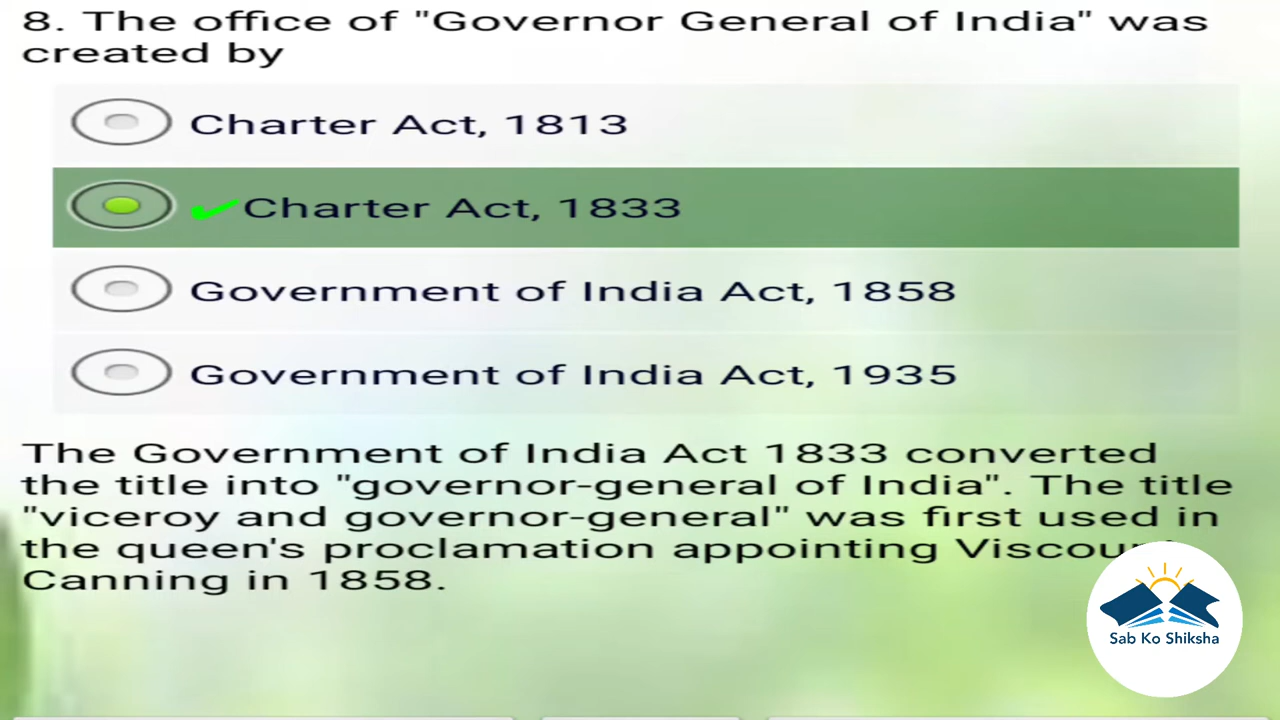 8. The office of "Governor General of India" was
created by
Charter Act, 1813
✔Charter Act, 1833
Government of India Act, 1858
Government of India Act, 1935
The Government of India Act 1833 converted
the title into "governor-general of India". The title
"viceroy and governor-general" was first used in
the queen's proclamation appointing
Canning in 1858.
Sab Ko Shiksha